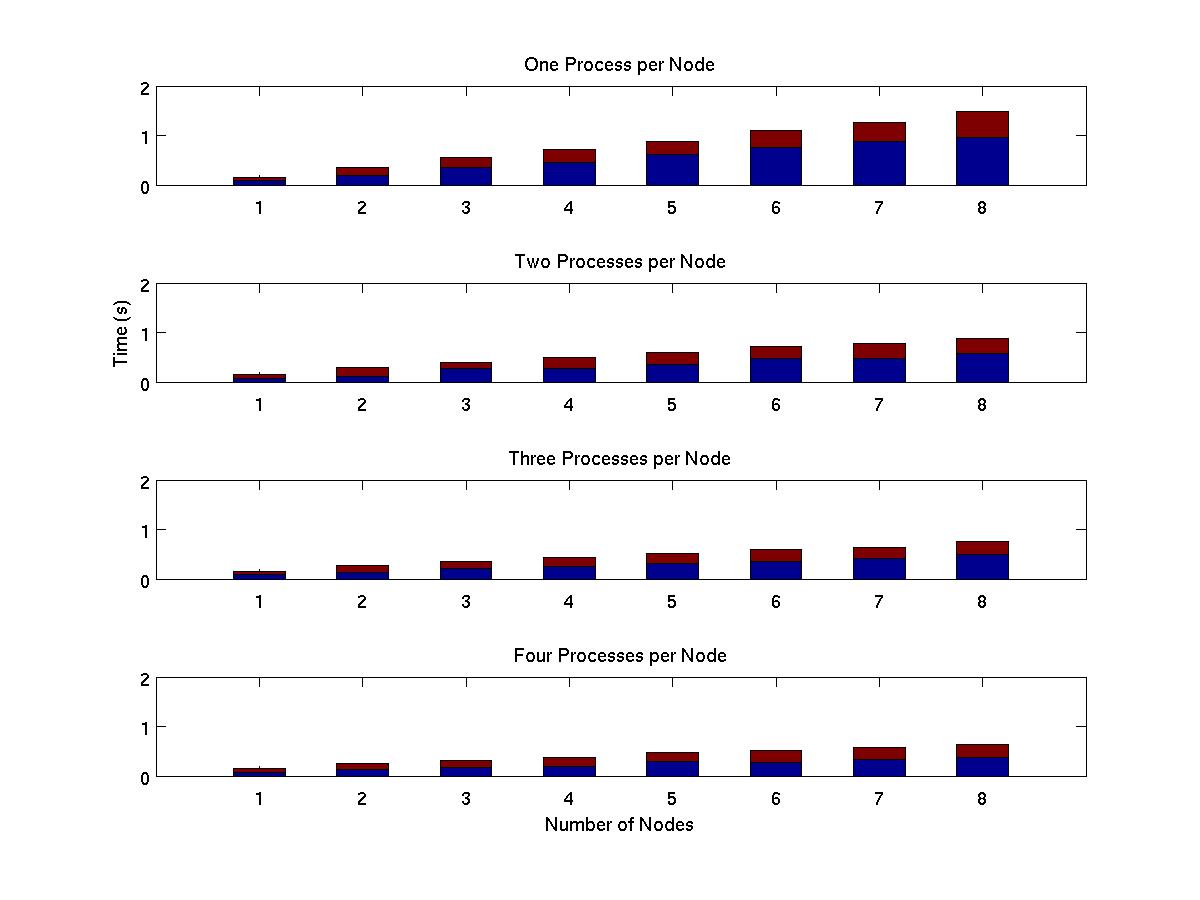 One Process per Node
2
1
0
1 2 3 4 5 6 7 8
Two Processes per Node
2
1
0
Time (s)
1 2 3 4 5 6 7 8
Three Processes per Node
2
1
0
1 2 3 4 5 6 7 8
Four Processes per Node
2
1
0
1 2 3 4 5 6 7 8
Number of Nodes